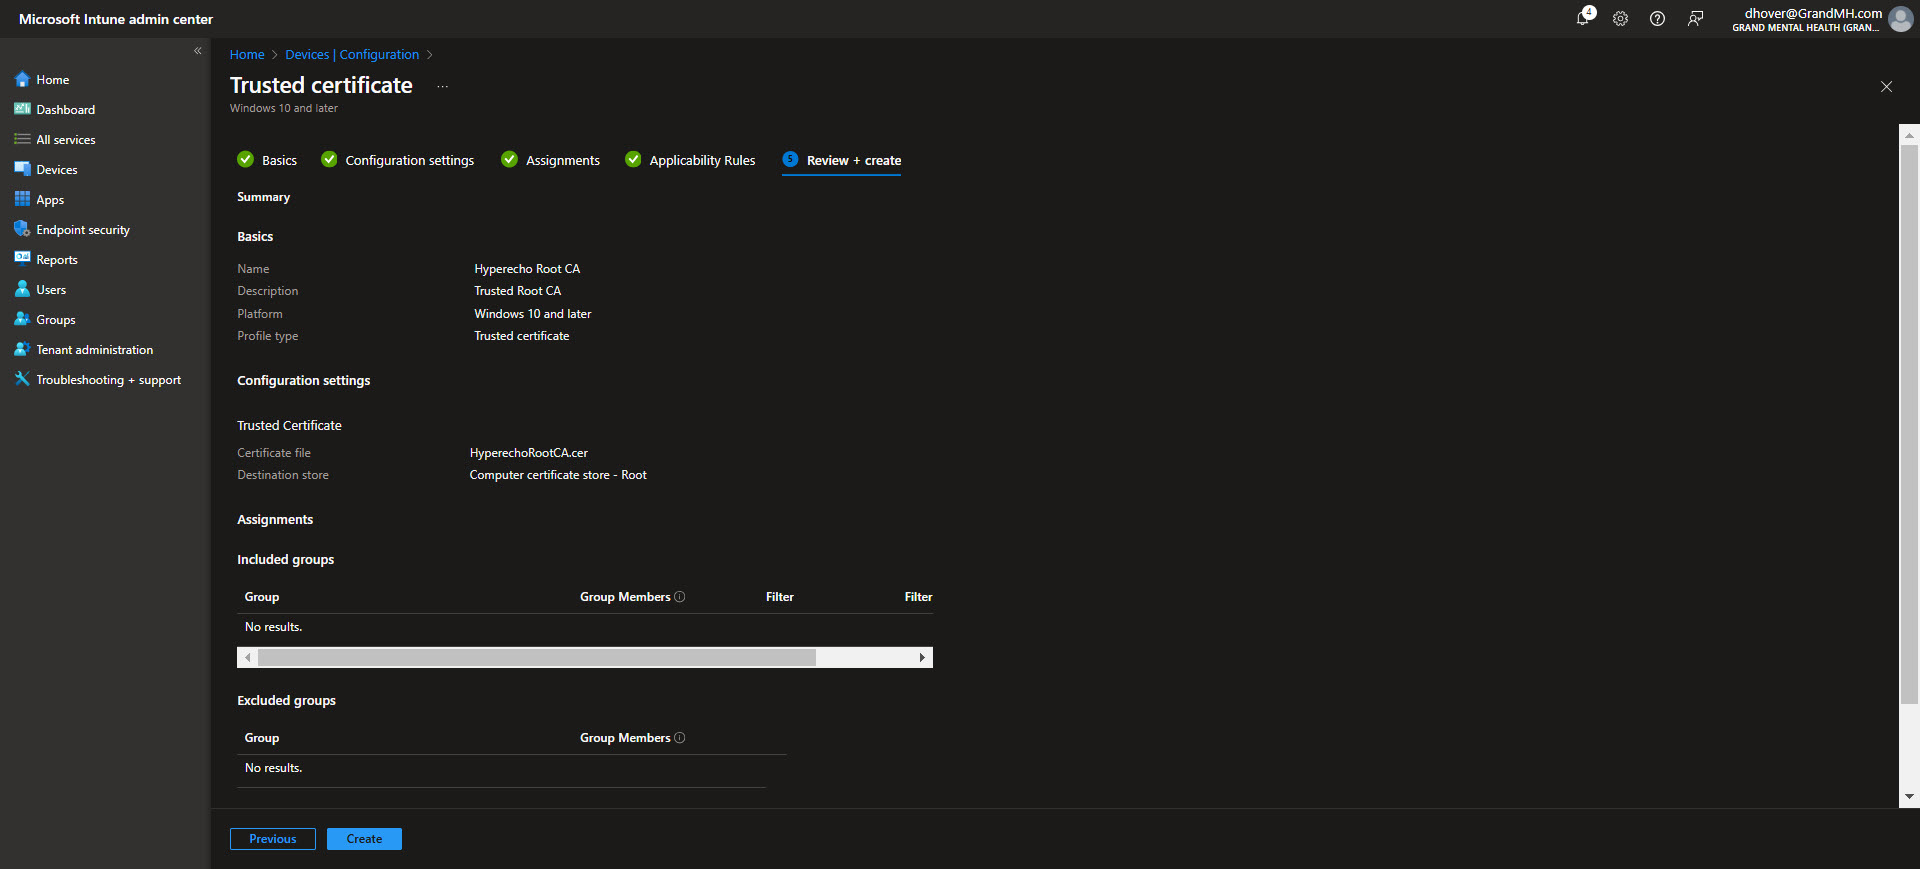 Microsoft Intune admin center
4
dhover@GrandMH.com
GRAND MENTAL HEALTH (GRAN...
«
Home
Dashboard
All services
Devices
Apps
Endpoint security
Reports
Users
Groups
Tenant administration
Troubleshooting + support
Home > Devices | Configuration >
Trusted certificate ...
Windows 10 and later
Basics Configuration settings Assignments Applicability Rules 5 Review + create
Summary
Basics
Name Hyperecho Root CA
Description Trusted Root CA
Platform Windows 10 and later
Profile type Trusted certificate
Configuration settings
Trusted Certificate
Certificate file HyperechoRootCA.cer
Destination store Computer certificate store - Root
Assignments
Included groups
Group Group Members Filter Filter
No results.
Excluded groups
Group Group Members
No results.
Previous Create